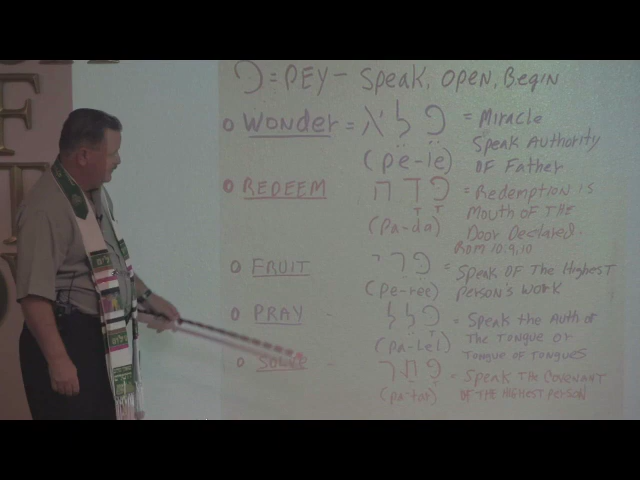 פ = PEY - Speak, Open, Begin
Wonder = פלא = Miracle
Speak Authority
(pe-le) of Father
REDEEM פדה = Redemption is
Mouth of THE
(pa-da) Door Declared.
Rom 10:9,10
FRUIT פרי = Speak of The Highest
(pe-ree) person's work
PRAY - פלל = Speak the Auth of
The Tongue or
(pa-lel) Tongue of Tongues
Solve - פתר = Speak The Covenant
(pa-tar) of the Highest Person